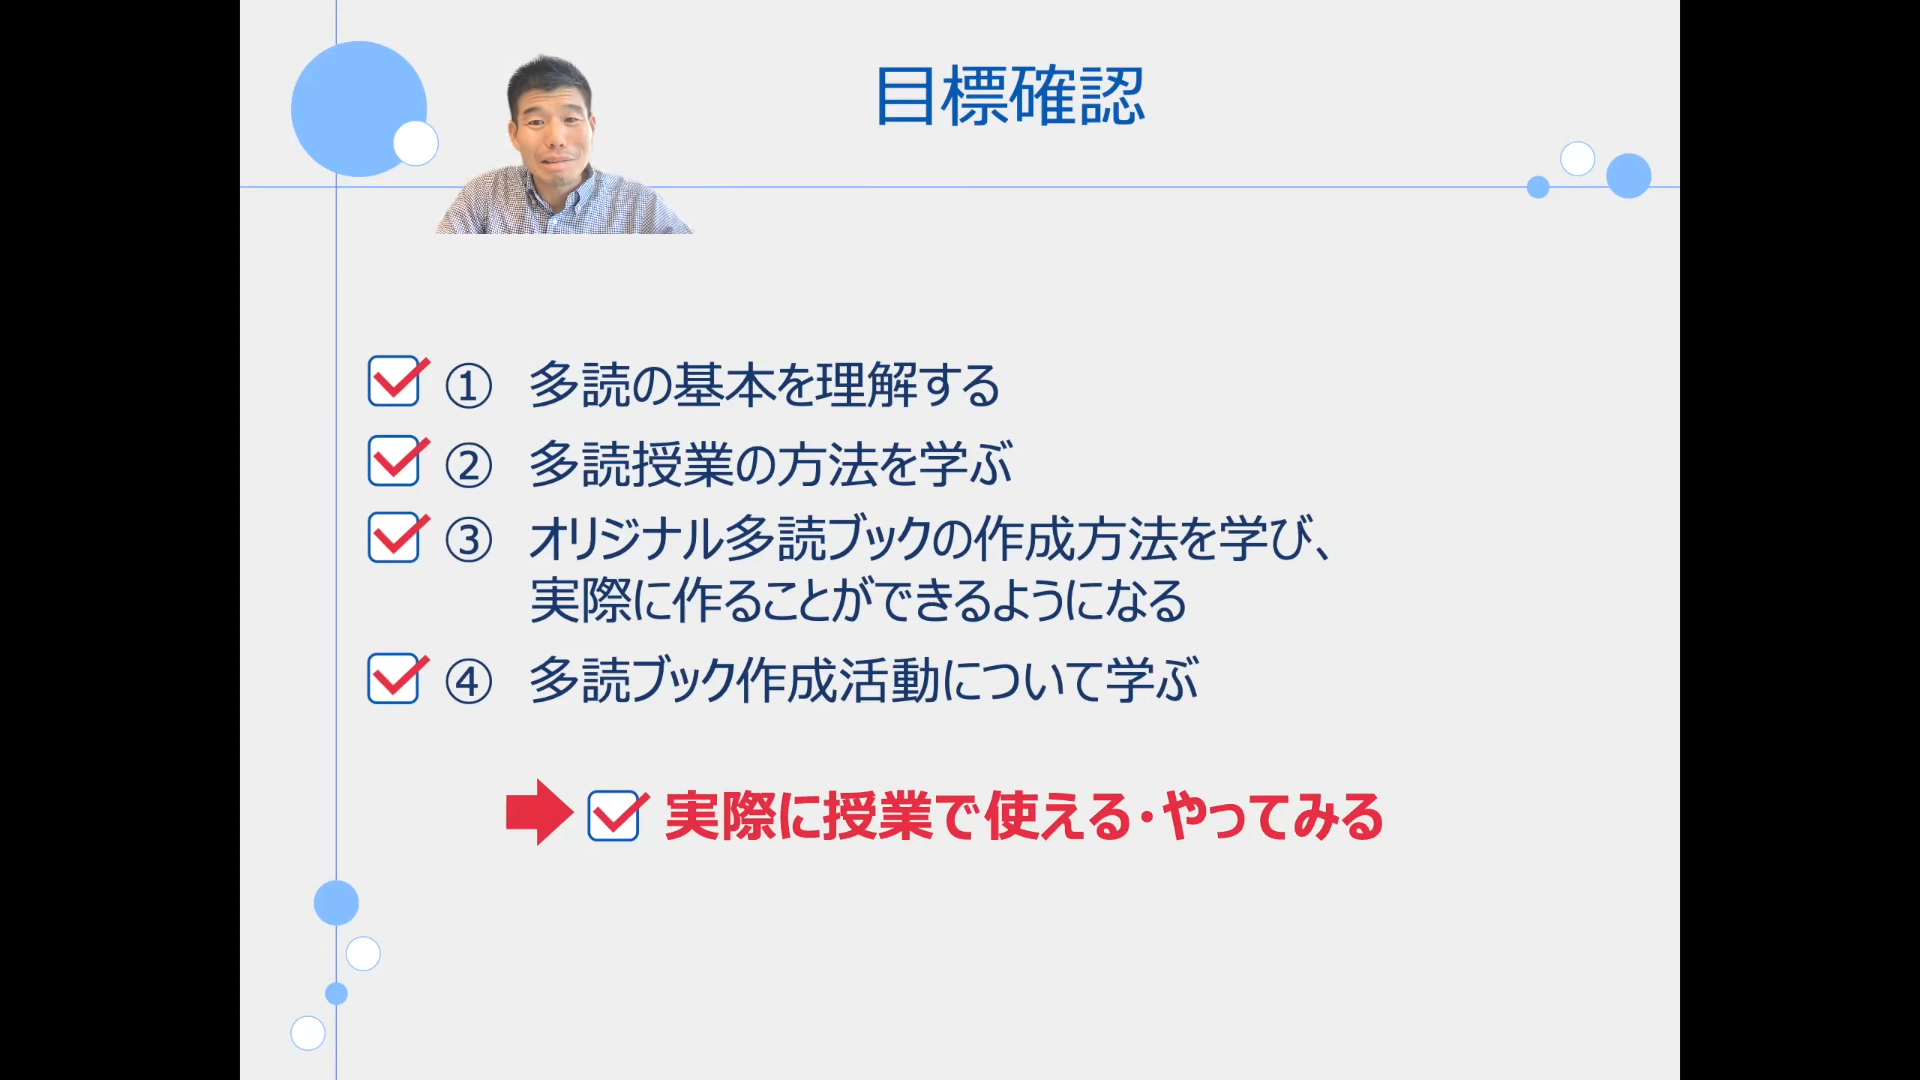 目標確認
① 多読の基本を理解する
② 多読授業の方法を学ぶ
③ オリジナル多読ブックの作成方法を学び、
実際に作ることができるようになる
④ 多読ブック作成活動について学ぶ
実際に授業で使える・やってみる